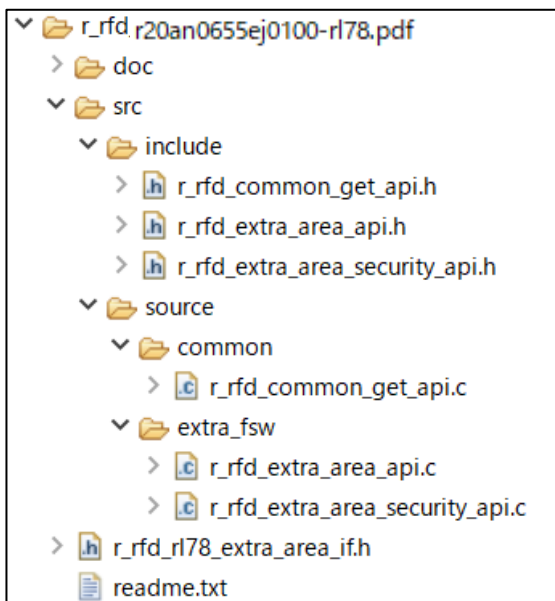 r_rfd r20an0655ej0100-rl78.pdf
doc
src
include
r_rfd_common_get_api.h
r_rfd_extra_area_api.h
r_rfd_extra_area_security_api.h
source
common
r_rfd_common_get_api.c
extra_fsw
r_rfd_extra_area_api.c
r_rfd_extra_area_security_api.c
r_rfd_rl78_extra_area_if.h
readme.txt